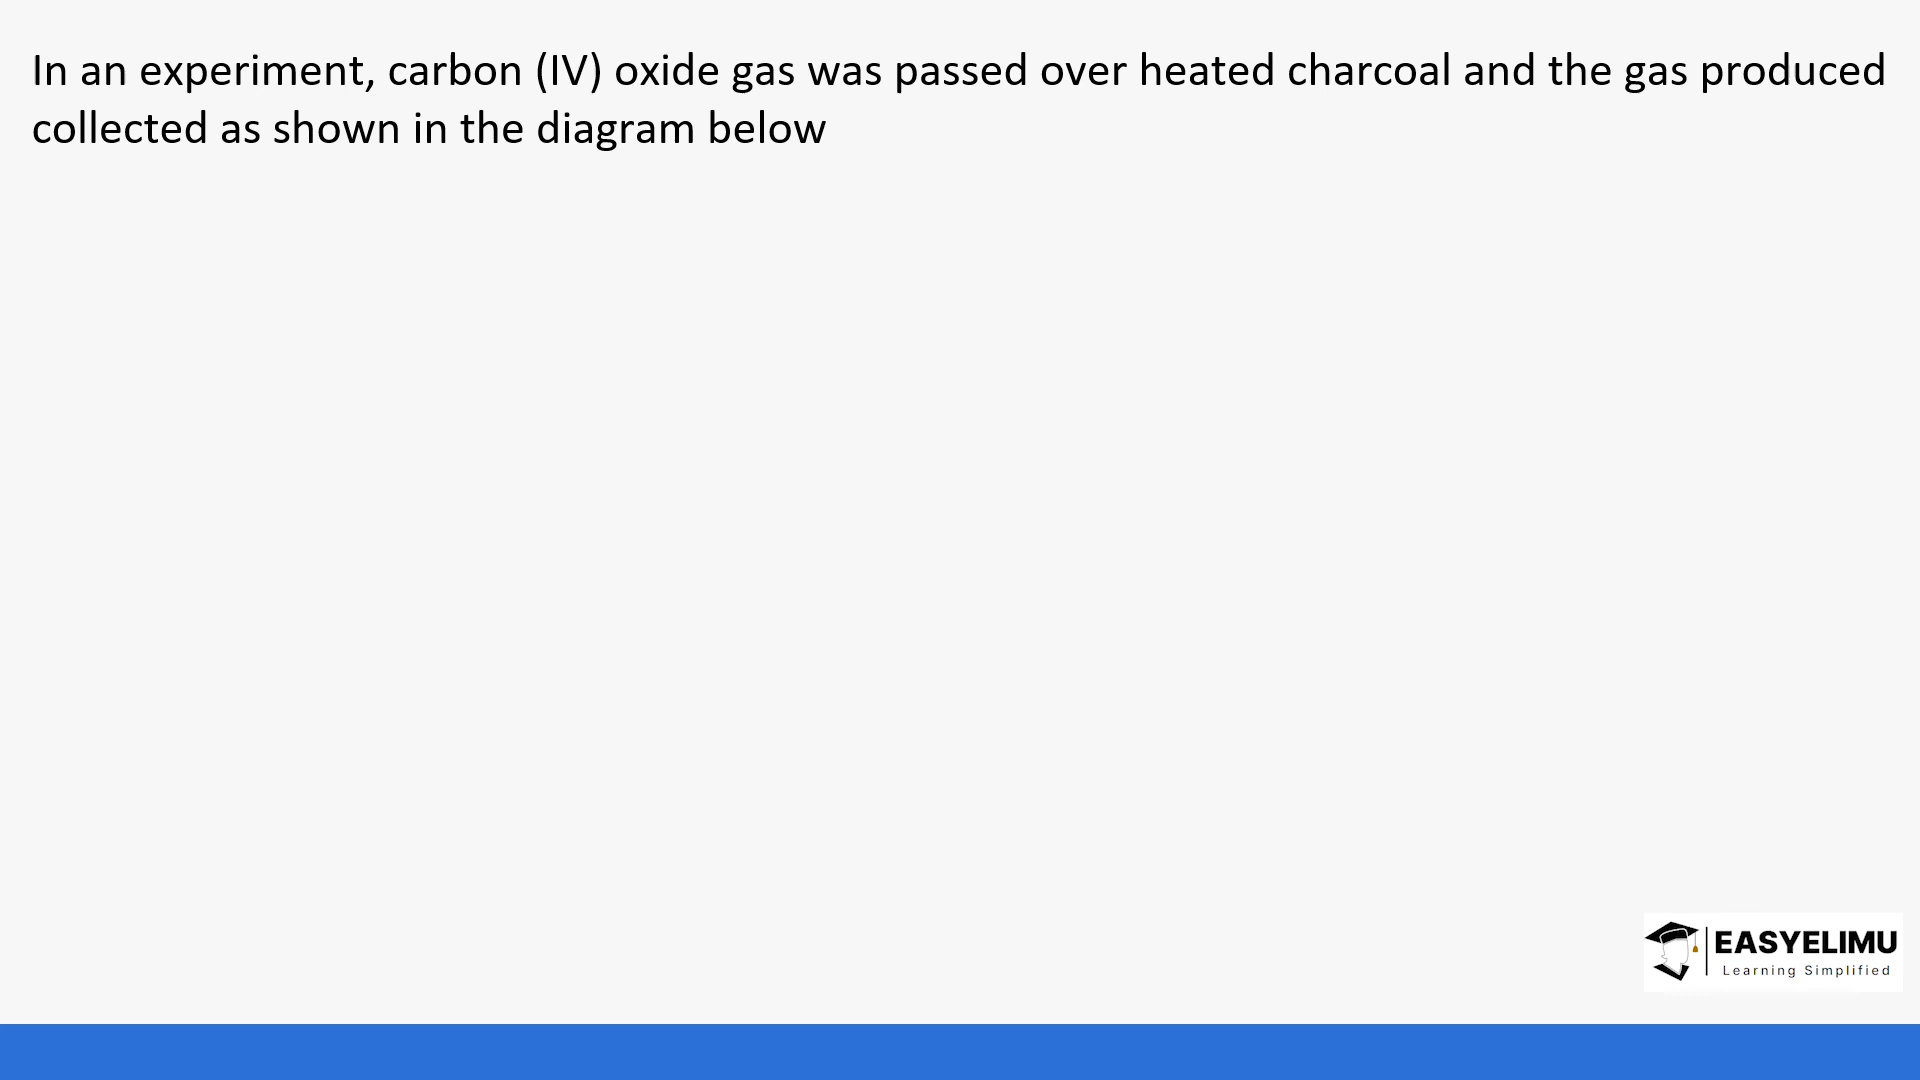 In an experiment, carbon (IV) oxide gas was passed over heated charcoal and the gas produced
collected as shown in the diagram below
EASYELIMU
Learning Simplified